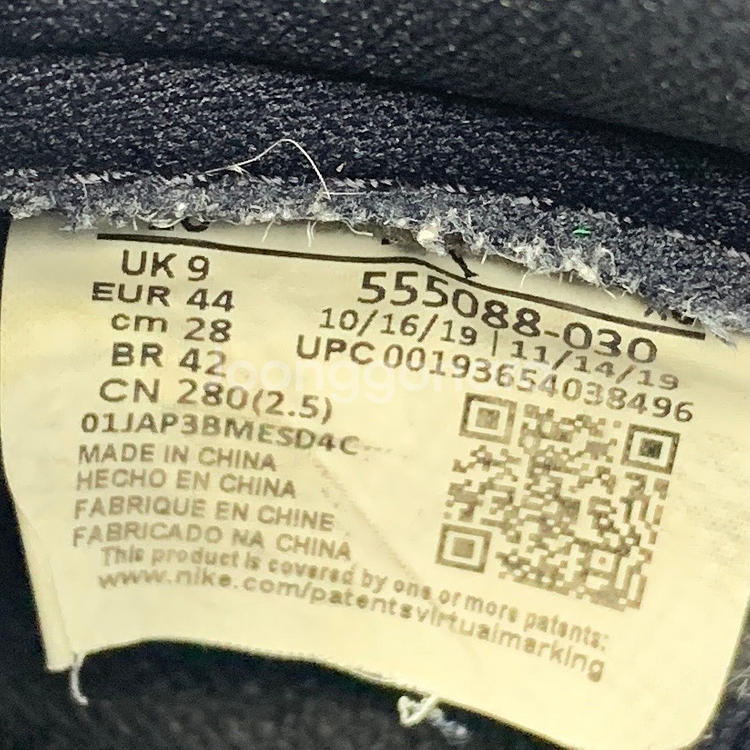 UK 9
EUR 44
cm 28
BR 42
CN 280(2.5)
01JAP3BMESD4C
MADE IN CHINA
HECHO EN CHINA
FABRIQUE EN CHINE
FABRICADO NA CHINA
This product is covered by one or more patents:
www.nike.com/patentsvirtualmarking
555088-030
10/16/19 | 11/14/19
UPC 00193654038496